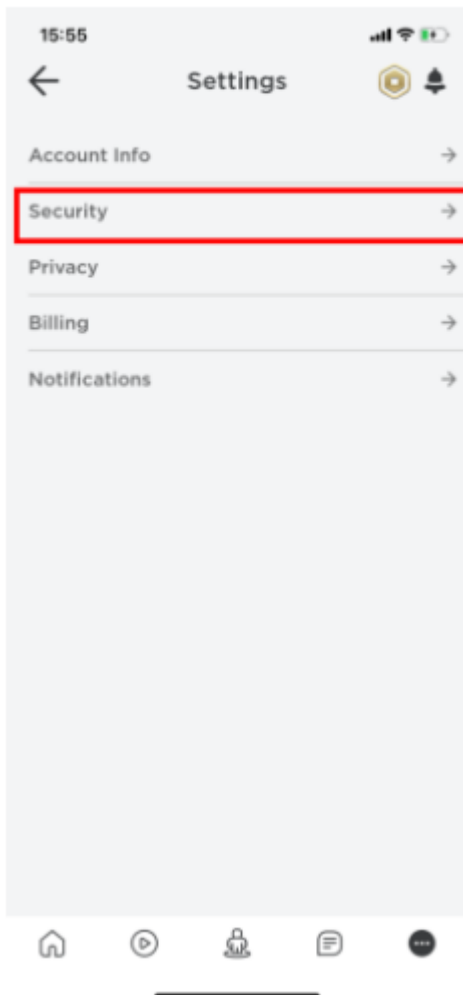 15:55
Settings
Account Info
Security
Privacy
Billing
Notifications